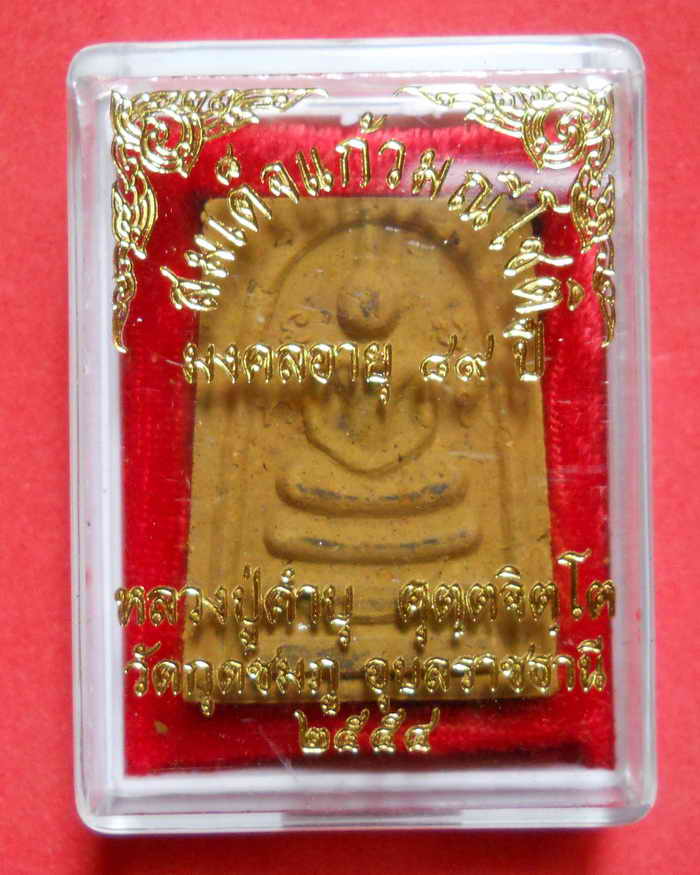 สมเด็จแก้วมณีโชติ
มงคลอายุ ๘๙ ปี
หลวงปู่คำบุ คุตฺตจิตฺโต
วัดกุดชมภู อุบลราชธานี
๒๕๕๔